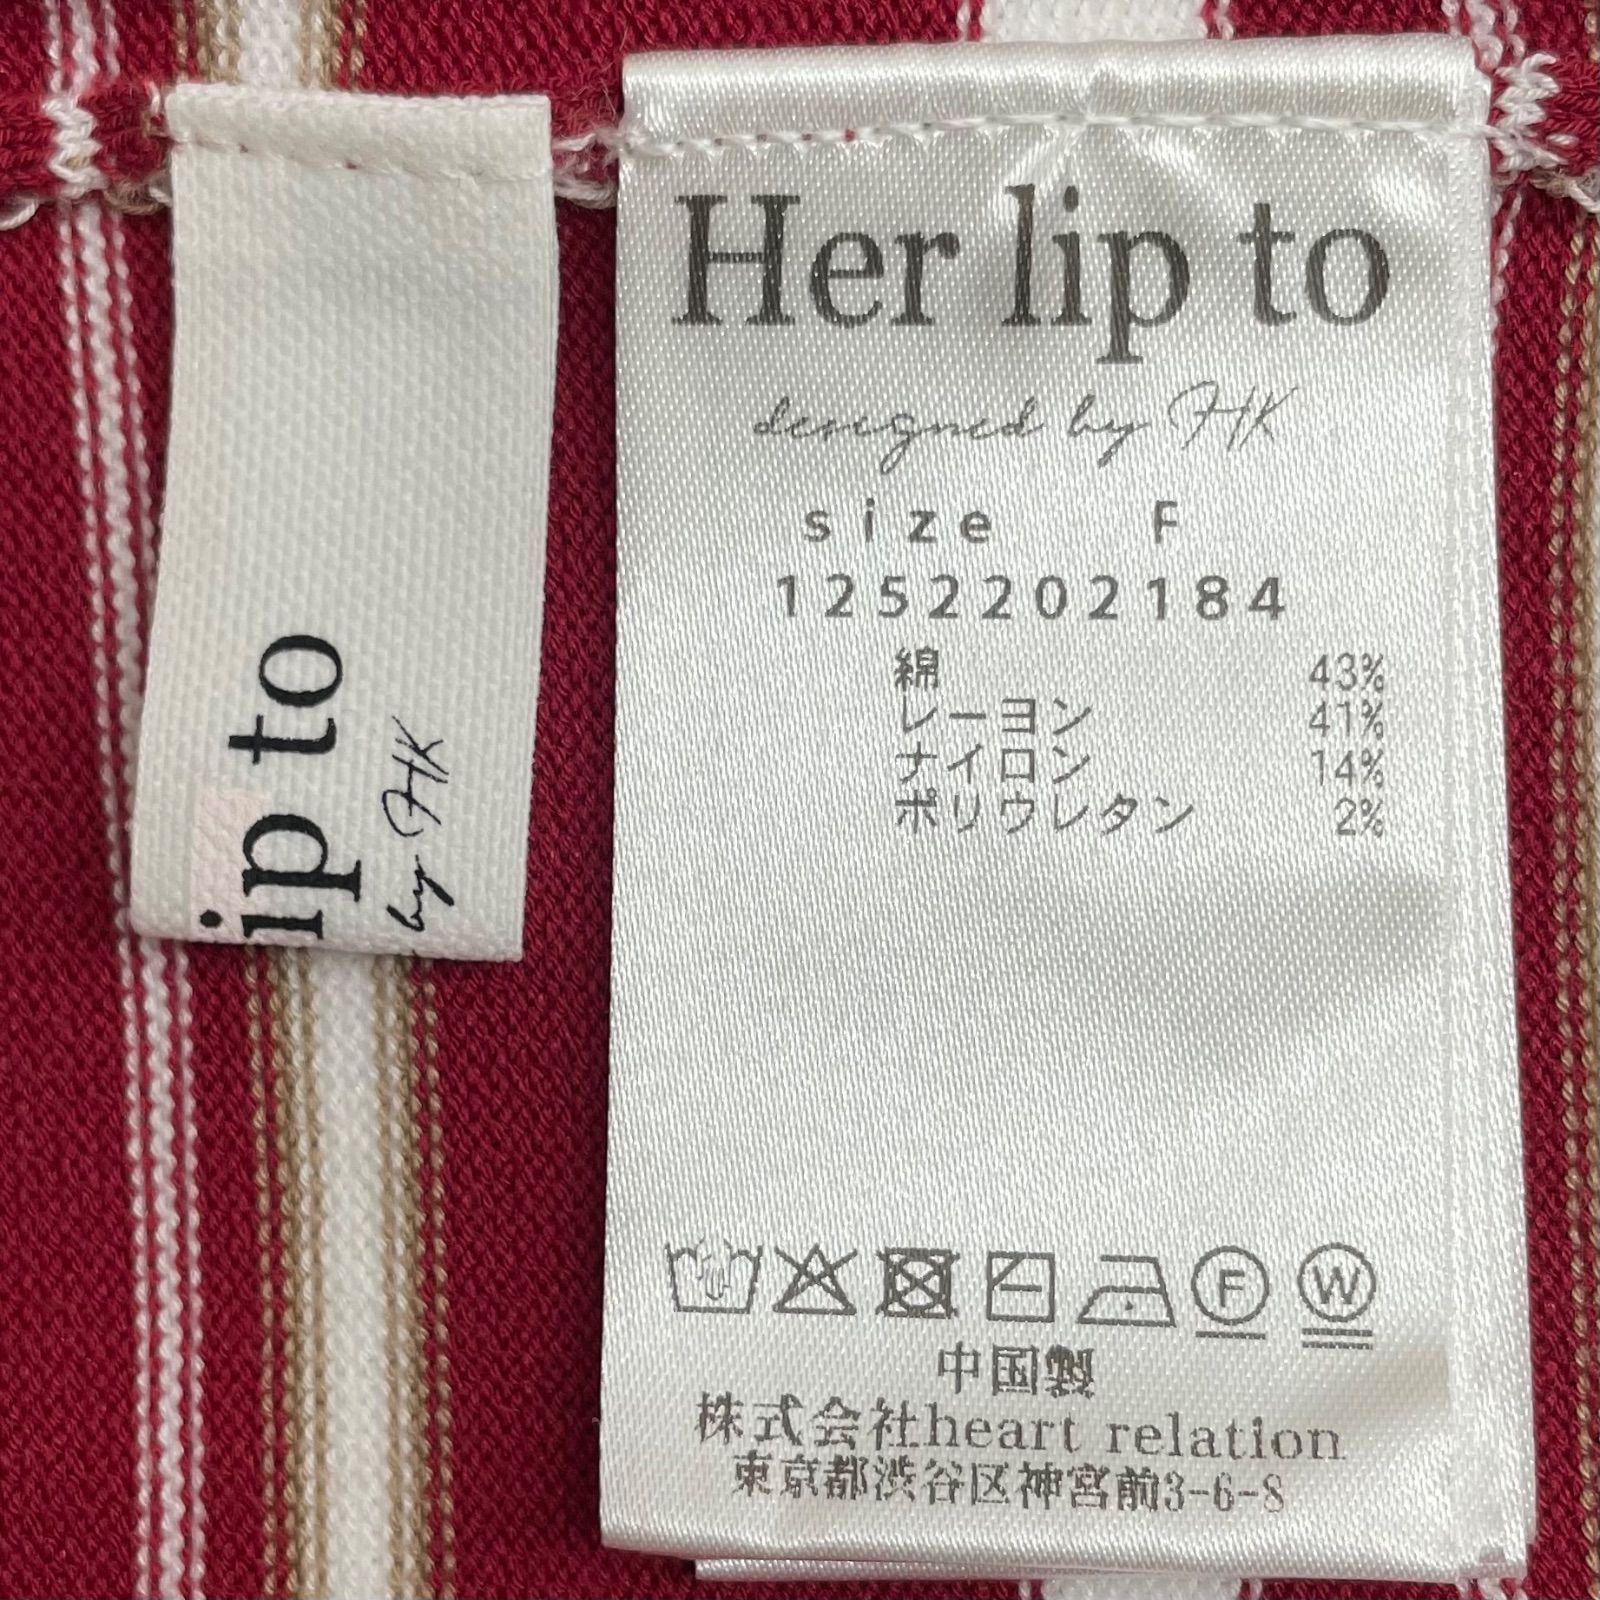 ip to
by HK
Her lip to
designed by HK
size F
1252202184
綿 43%
レーヨン 41%
ナイロン 14%
ポリウレタン 2%
F
W
中国製
株式会社heart relation
東京都渋谷区神宮前3-6-8